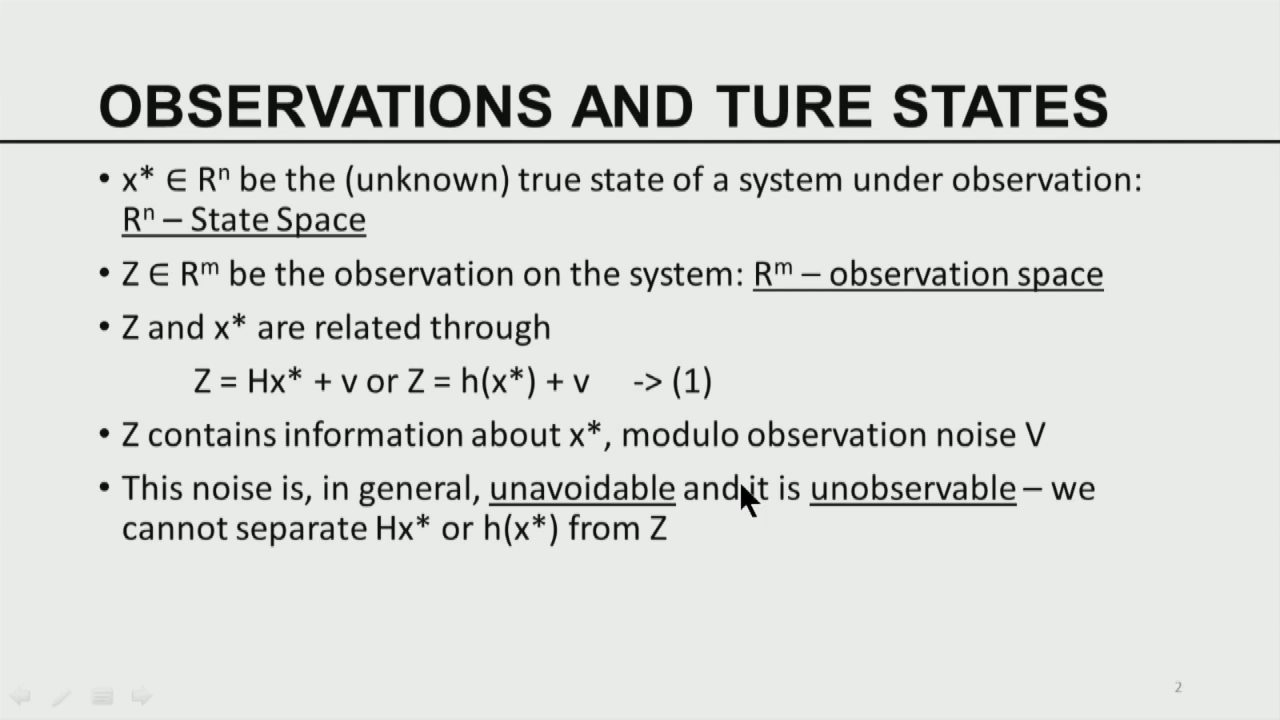 OBSERVATIONS AND TURE STATES
• x* ∈ Rⁿ be the (unknown) true state of a system under observation:
Rⁿ – State Space
• Z ∈ Rᵐ be the observation on the system: Rᵐ – observation space
• Z and x* are related through
Z = Hx* + v or Z = h(x*) + v -> (1)
• Z contains information about x*, modulo observation noise V
• This noise is, in general, unavoidable and it is unobservable – we
cannot separate Hx* or h(x*) from Z
2